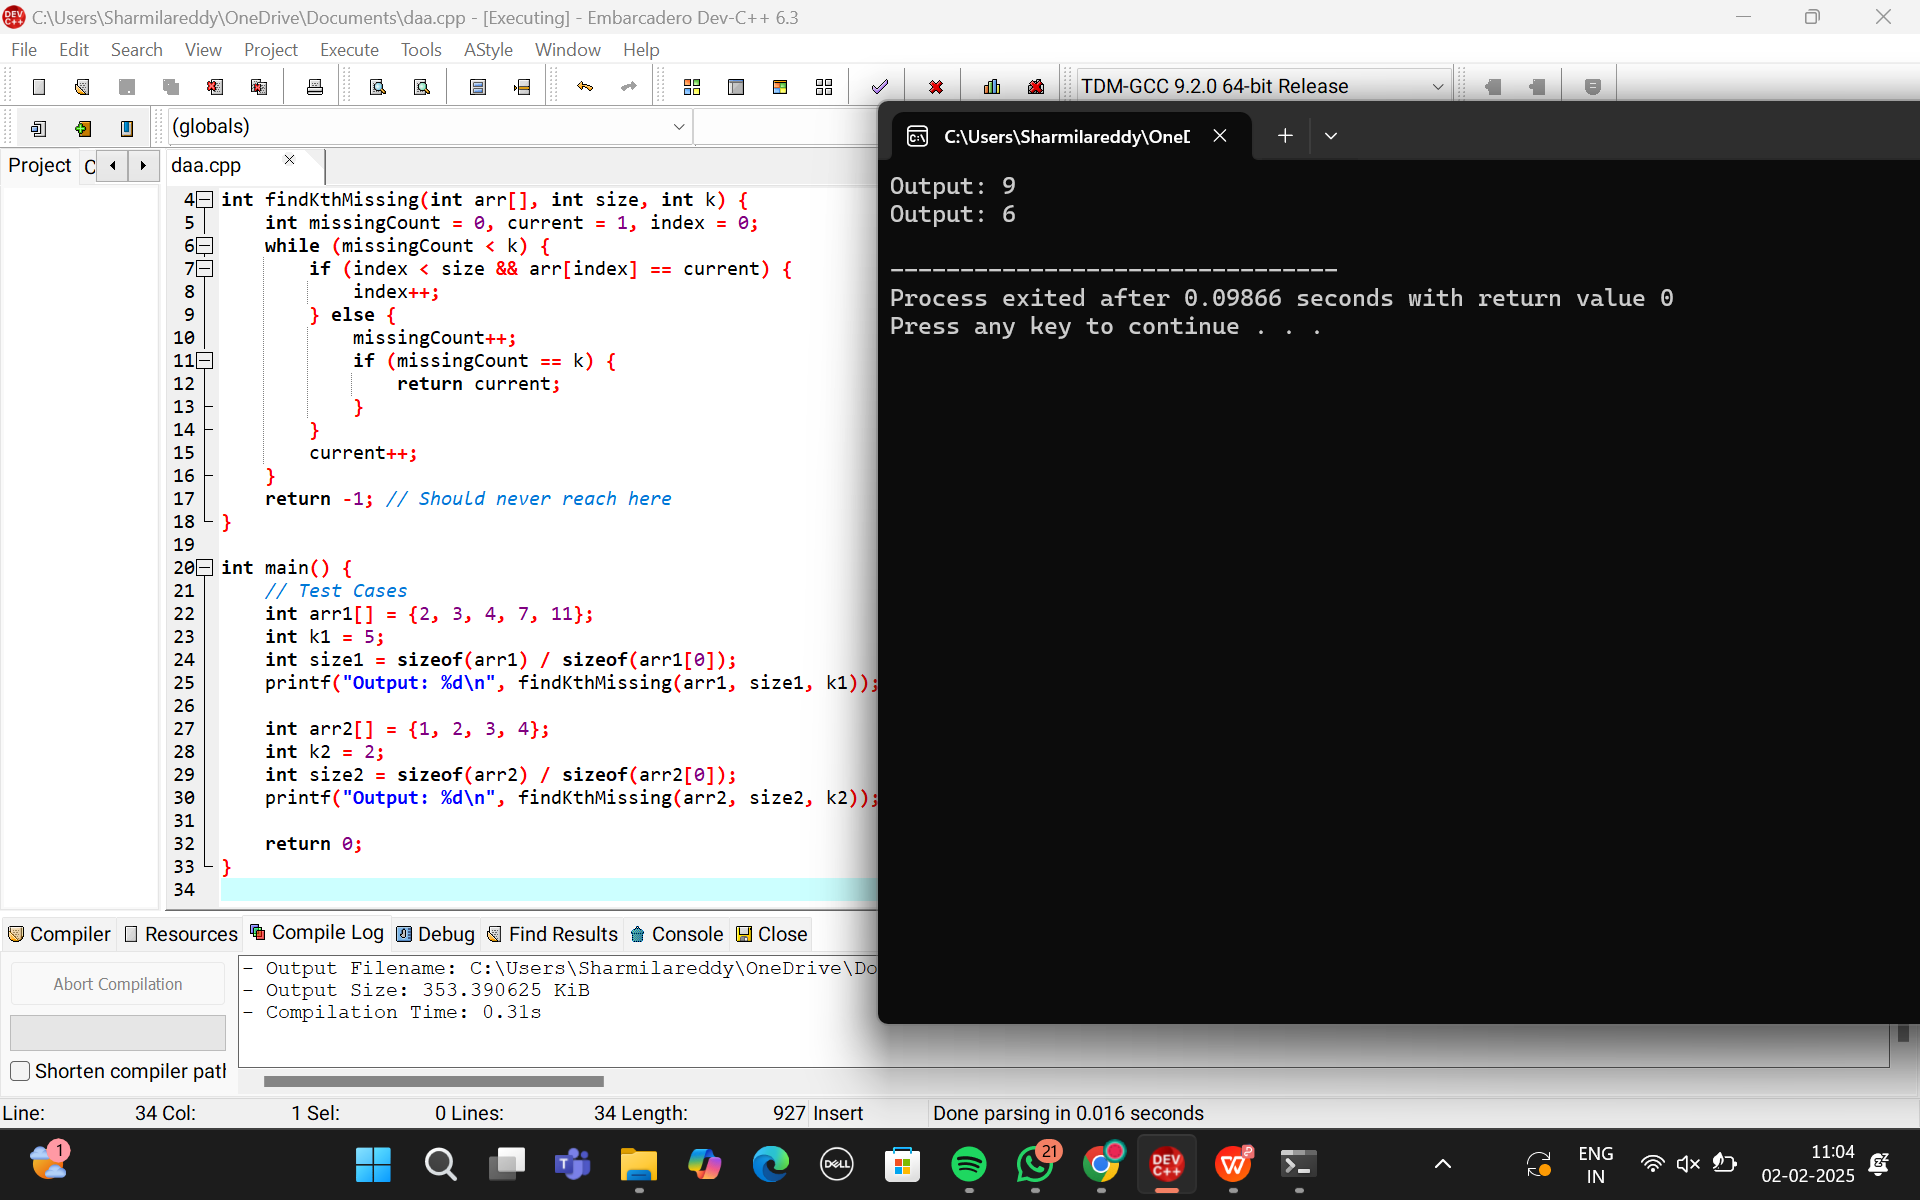 C:\Users\Sharmilareddy\OneDrive\Documents\daa.cpp - [Executing] - Embarcadero Dev-C++ 6.3
File Edit Search View Project Execute Tools AStyle Window Help
TDM-GCC 9.2.0 64-bit Release
(globals)
Project C daa.cpp
4 int findKthMissing(int arr[], int size, int k) {
5 int missingCount = 0, current = 1, index = 0;
6 while (missingCount < k) {
7 if (index < size && arr[index] == current) {
8 index++;
9 } else {
10 missingCount++;
11 if (missingCount == k) {
12 return current;
13 }
14 }
15 current++;
16 }
17 return -1; // Should never reach here
18 }
19
20 int main() {
21 // Test Cases
22 int arr1[] = {2, 3, 4, 7, 11};
23 int k1 = 5;
24 int size1 = sizeof(arr1) / sizeof(arr1[0]);
25 printf("Output: %d\n", findKthMissing(arr1, size1, k1));
26
27 int arr2[] = {1, 2, 3, 4};
28 int k2 = 2;
29 int size2 = sizeof(arr2) / sizeof(arr2[0]);
30 printf("Output: %d\n", findKthMissing(arr2, size2, k2));
31
32 return 0;
33 }
34
C:\Users\Sharmilareddy\OneD
Output: 9
Output: 6
--------------------------------
Process exited after 0.09866 seconds with return value 0
Press any key to continue . . .
Compiler Resources Compile Log Debug Find Results Console Close
Abort Compilation
Shorten compiler path
- Output Filename: C:\Users\Sharmilareddy\OneDrive\Do
- Output Size: 353.390625 KiB
- Compilation Time: 0.31s
Line: 34 Col: 1 Sel: 0 Lines: 34 Length: 927 Insert Done parsing in 0.016 seconds
1
DELL
21
DEV C++
ENG
IN
11:04
02-02-2025